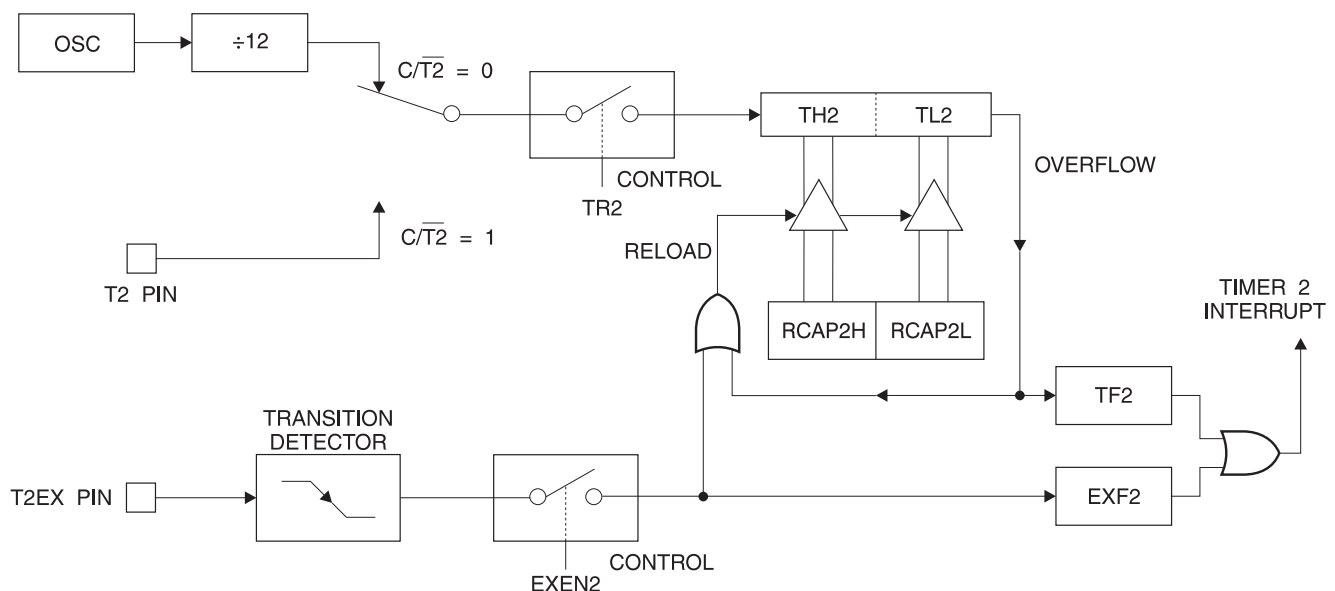 OSC
÷12
C/T2 = 0
TH2
TL2
OVERFLOW
CONTROL
TR2
C/T2 = 1
RELOAD
T2 PIN
TIMER 2
INTERRUPT
RCAP2H
RCAP2L
TF2
TRANSITION
DETECTOR
T2EX PIN
EXF2
CONTROL
EXEN2